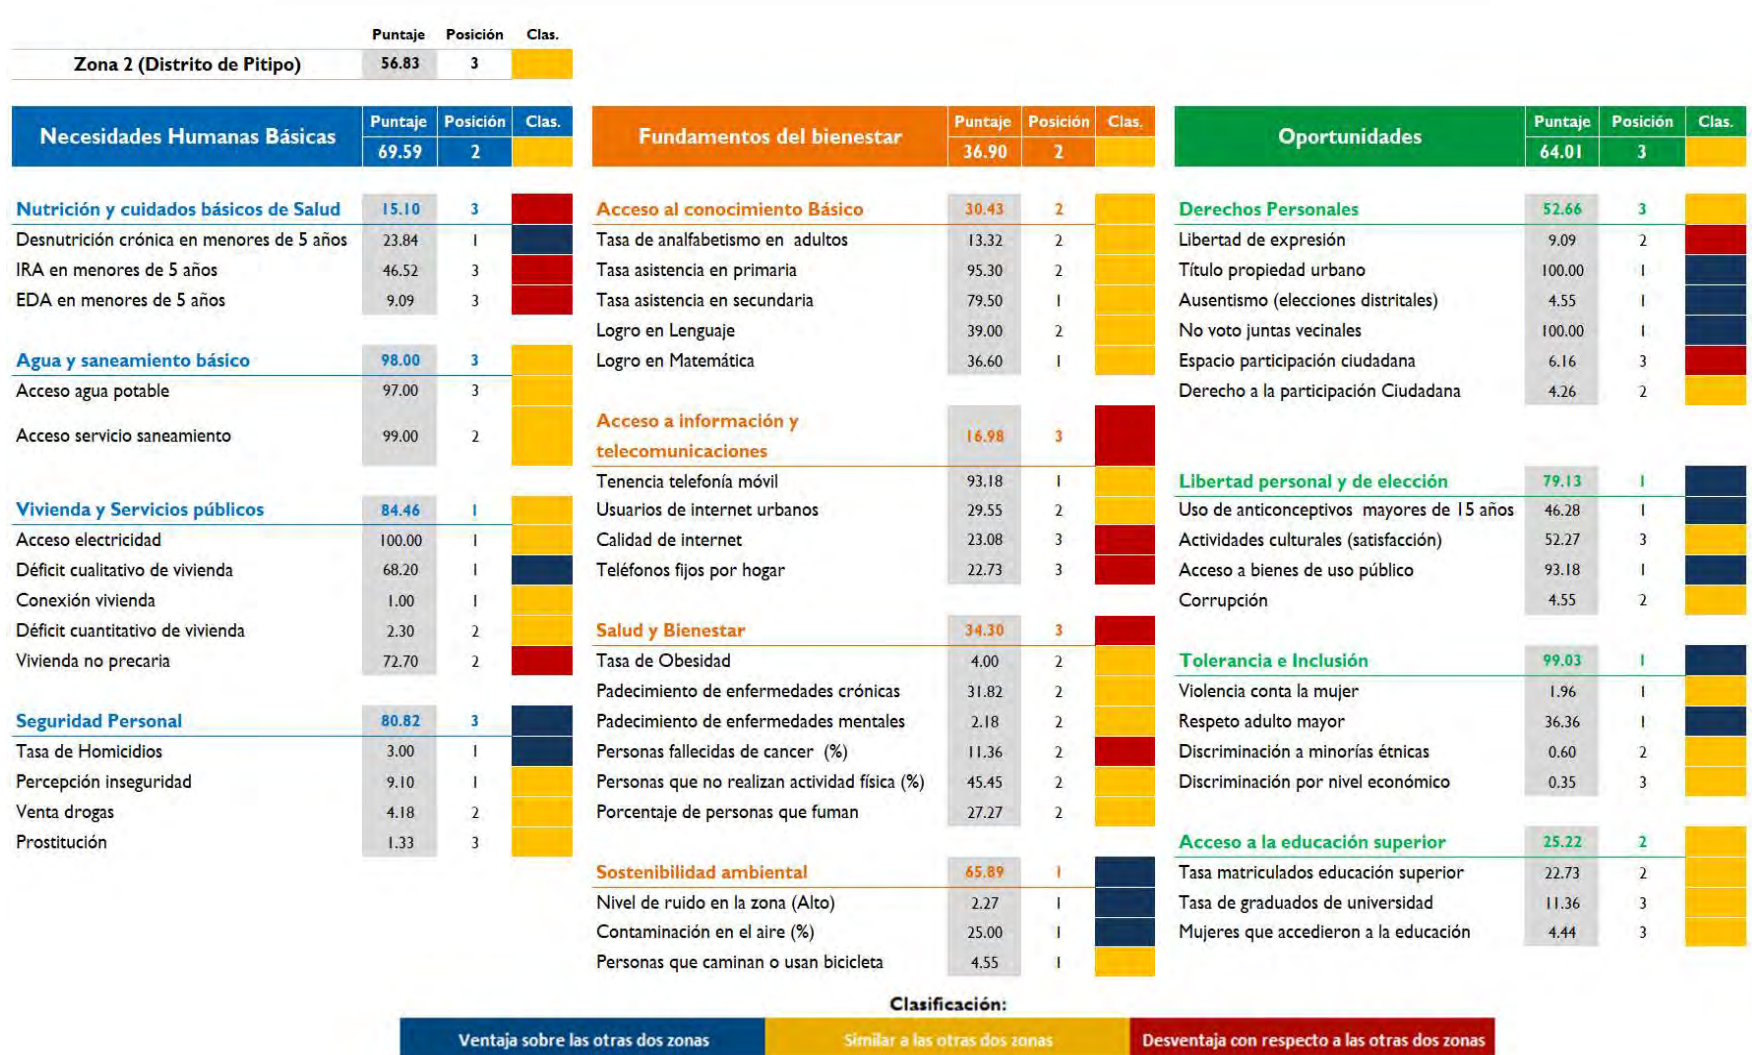 Puntaje Posición Clas.
Zona 2 (Distrito de Pitipo) 56.83 3
Necesidades Humanas Básicas Puntaje Posición Clas.
69.59 2
Nutrición y cuidados básicos de Salud 15.10 3
Desnutrición crónica en menores de 5 años 23.84 1
IRA en menores de 5 años 46.52 3
EDA en menores de 5 años 9.09 3
Agua y saneamiento básico 98.00 3
Acceso agua potable 97.00 3
Acceso servicio saneamiento 99.00 2
Vivienda y Servicios públicos 84.46 1
Acceso electricidad 100.00 1
Déficit cualitativo de vivienda 68.20 1
Conexión vivienda 1.00 1
Déficit cuantitativo de vivienda 2.30 2
Vivienda no precaria 72.70 2
Seguridad Personal 80.82 3
Tasa de Homicidios 3.00 1
Percepción inseguridad 9.10 1
Venta drogas 4.18 2
Prostitución 1.33 3
Fundamentos del bienestar Puntaje Posición Clas.
36.90 2
Acceso al conocimiento Básico 30.43 2
Tasa de analfabetismo en adultos 13.32 2
Tasa asistencia en primaria 95.30 2
Tasa asistencia en secundaria 79.50 1
Logro en Lenguaje 39.00 2
Logro en Matemática 36.60 1
Acceso a información y
telecomunicaciones 16.98 3
Tenencia telefonía móvil 93.18 1
Usuarios de internet urbanos 29.55 2
Calidad de internet 23.08 3
Teléfonos fijos por hogar 22.73 3
Salud y Bienestar 34.30 3
Tasa de Obesidad 4.00 2
Padecimiento de enfermedades crónicas 31.82 2
Padecimiento de enfermedades mentales 2.18 2
Personas fallecidas de cancer (%) 11.36 2
Personas que no realizan actividad física (%) 45.45 2
Porcentaje de personas que fuman 27.27 2
Sostenibilidad ambiental 65.89 1
Nivel de ruido en la zona (Alto) 2.27 1
Contaminación en el aire (%) 25.00 1
Personas que caminan o usan bicicleta 4.55 1
Oportunidades Puntaje Posición Clas.
64.01 3
Derechos Personales 52.66 3
Libertad de expresión 9.09 2
Título propiedad urbano 100.00 1
Ausentismo (elecciones distritales) 4.55 1
No voto juntas vecinales 100.00 1
Espacio participación ciudadana 6.16 3
Derecho a la participación Ciudadana 4.26 2
Libertad personal y de elección 79.13 1
Uso de anticonceptivos mayores de 15 años 46.28 1
Actividades culturales (satisfacción) 52.27 3
Acceso a bienes de uso público 93.18 1
Corrupción 4.55 2
Tolerancia e Inclusión 99.03 1
Violencia conta la mujer 1.96 1
Respeto adulto mayor 36.36 1
Discriminación a minorías étnicas 0.60 2
Discriminación por nivel económico 0.35 3
Acceso a la educación superior 25.22 2
Tasa matriculados educación superior 22.73 2
Tasa de graduados de universidad 11.36 3
Mujeres que accedieron a la educación 4.44 3
Clasificación:
Ventaja sobre las otras dos zonas
Similar a las otras dos zonas
Desventaja con respecto a las otras dos zonas